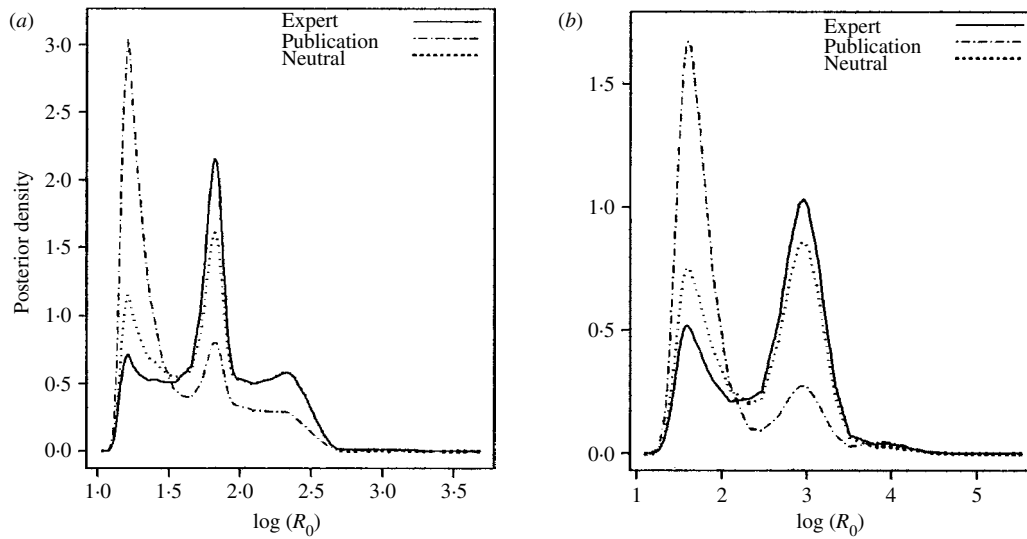 (a)
Expert
Publication
Neutral
3·0
2·5
2·0
1·5
1·0
0·5
0·0
Posterior density
1·0 1·5 2·0 2·5 3·0 3·5
log (R₀)
(b)
Expert
Publication
Neutral
1·5
1·0
0·5
0·0
1 2 3 4 5
log (R₀)